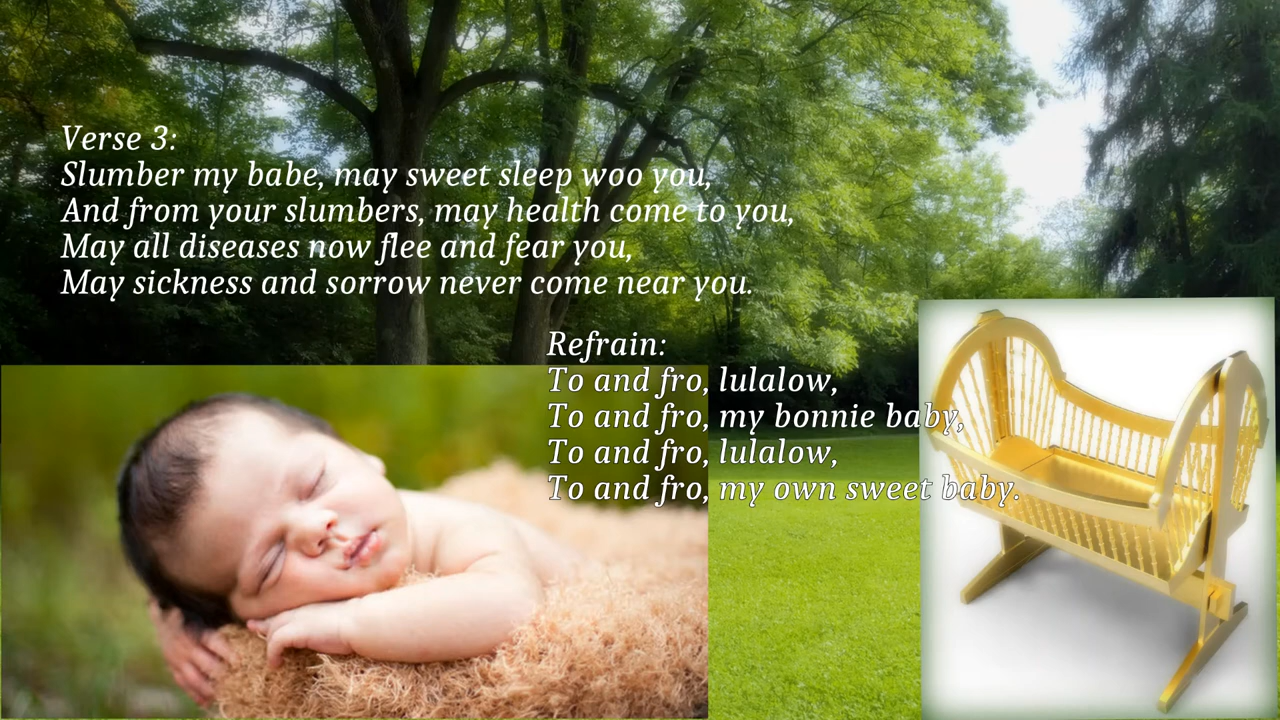 Verse 3:
Slumber my babe, may sweet sleep woo you,
And from your slumbers, may health come to you,
May all diseases now flee and fear you,
May sickness and sorrow never come near you.
Refrain:
To and fro, lulalow,
To and fro, my bonnie baby,
To and fro, lulalow,
To and fro, my own sweet baby.